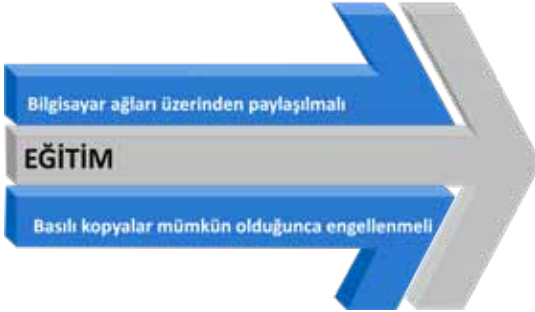 Bilgisayar ağları üzerinden paylaşılmalı
EĞİTİM
Basılı kopyalar mümkün olduğunca engellenmeli